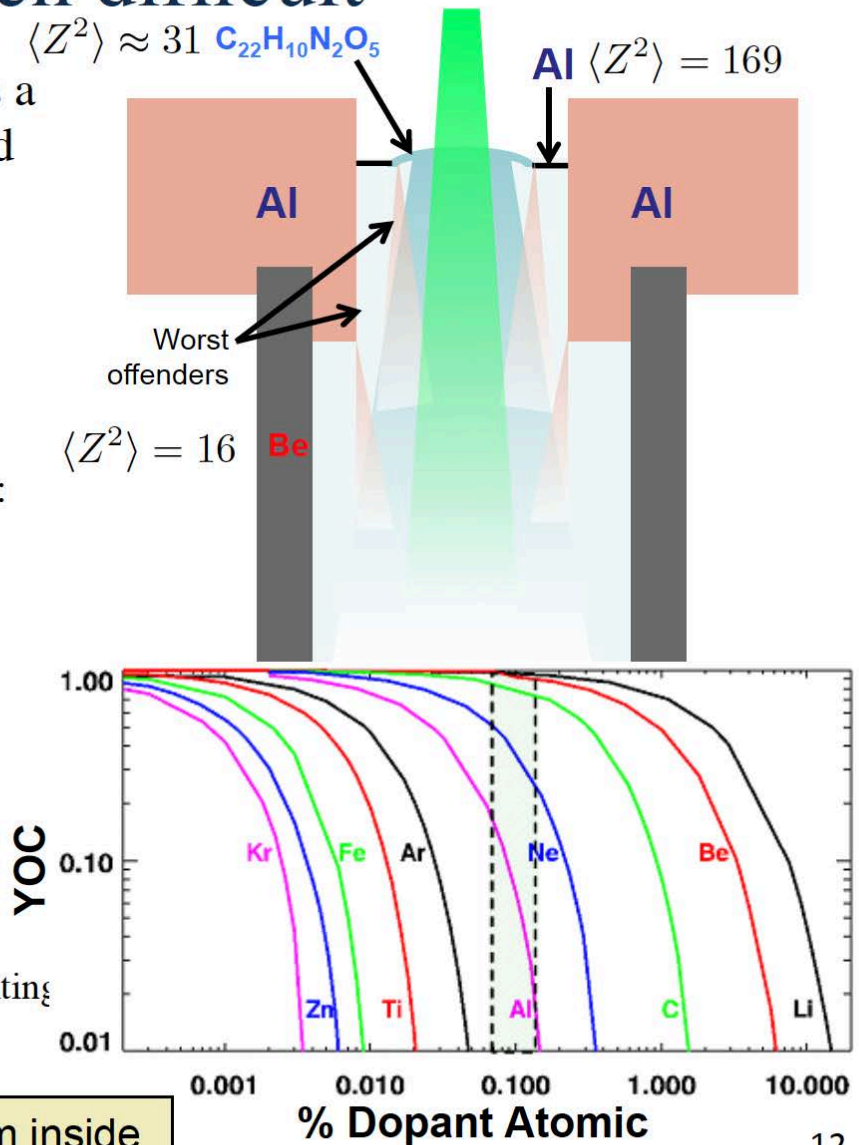 ⟨Z²⟩ ≈ 31 C₂₂H₁₀N₂O₅
Al ⟨Z²⟩ = 169
s a
d
Al
Al
Worst
offenders
⟨Z²⟩ = 16 Be
:
YOC
1.00
0.10
0.01
Kr
Fe
Ar
Ne
Be
Zn
Ti
Al
C
Li
0.001 0.010 0.100 1.000 10.000
% Dopant Atomic
m inside
12